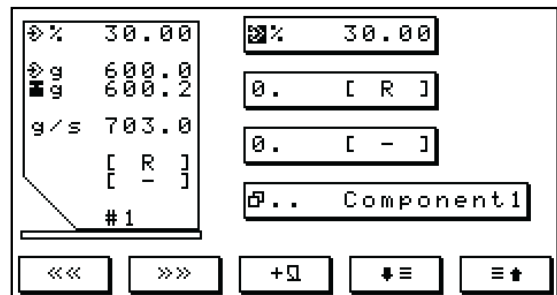 % 30.00
g 600.0
g 600.2
g/s 703.0
[ R ]
[ - ]
#1
% 30.00
0. [ R ]
0. [ - ]
.. Component1
<< >> +